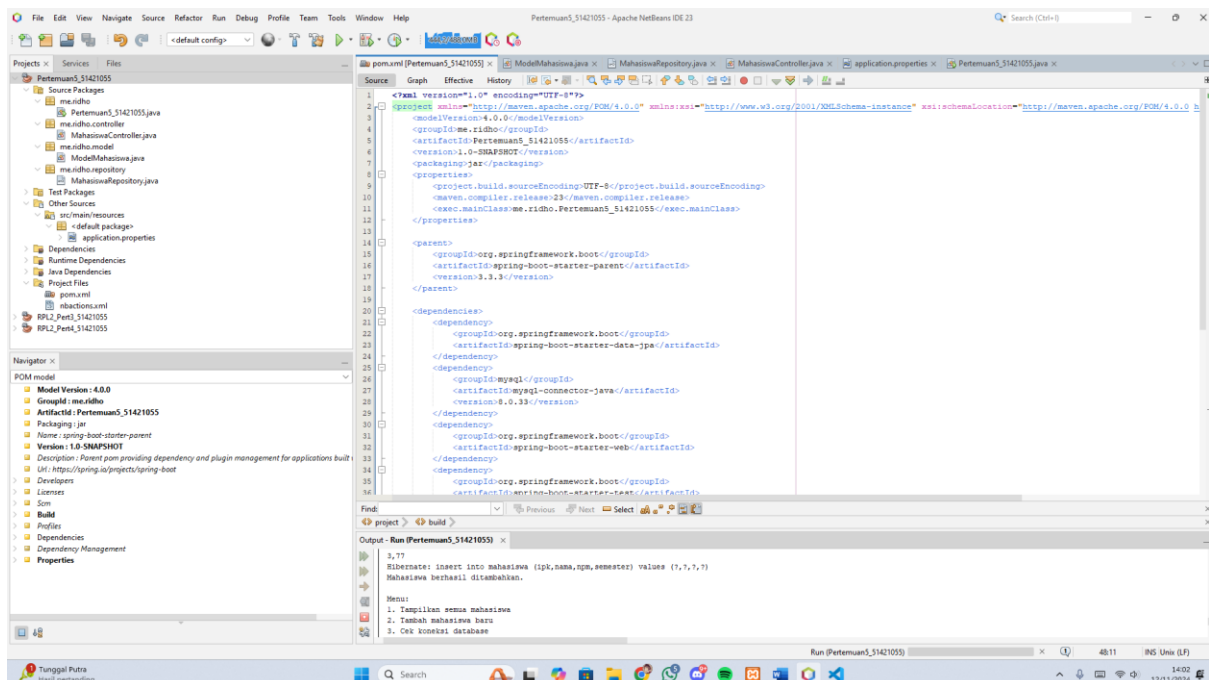 File Edit View Navigate Source Refactor Run Debug Profile Team Tools Window Help
Pertemuan5_51421055 - Apache NetBeans IDE 23
Search (Ctrl+I)
<default config>
Projects
Services
Files
Pertemuan5_51421055
Source Packages
me.ridho
Pertemuan5_51421055.java
me.ridho.controller
MahasiswaController.java
me.ridho.model
ModelMahasiswa.java
me.ridho.repository
MahasiswaRepository.java
Test Packages
Other Sources
src/main/resources
<default package>
application.properties
Dependencies
Runtime Dependencies
Java Dependencies
Project Files
pom.xml
nbactions.xml
RPL2_Pert3_51421055
RPL2_Pert4_51421055
Navigator
POM model
Model Version : 4.0.0
GroupId : me.ridho
ArtifactId : Pertemuan5_51421055
Packaging : jar
Name : spring-boot-starter-parent
Version : 1.0-SNAPSHOT
Description : Parent pom providing dependency and plugin management for applications built
Url : https://spring.io/projects/spring-boot
Developers
Licenses
Scm
Build
Profiles
Dependencies
Dependency Management
Properties
pom.xml [Pertemuan5_51421055]
ModelMahasiswa.java
MahasiswaRepository.java
MahasiswaController.java
application.properties
Pertemuan5_51421055.java
Source Graph Effective History
1 <?xml version="1.0" encoding="UTF-8"?>
2 <project xmlns="http://maven.apache.org/POM/4.0.0" xmlns:xsi="http://www.w3.org/2001/XMLSchema-instance" xsi:schemaLocation="http://maven.apache.org/POM/4.0.0 h
3 <modelVersion>4.0.0</modelVersion>
4 <groupId>me.ridho</groupId>
5 <artifactId>Pertemuan5_51421055</artifactId>
6 <version>1.0-SNAPSHOT</version>
7 <packaging>jar</packaging>
8 <properties>
9 <project.build.sourceEncoding>UTF-8</project.build.sourceEncoding>
10 <maven.compiler.release>23</maven.compiler.release>
11 <exec.mainClass>me.ridho.Pertemuan5_51421055</exec.mainClass>
12 </properties>
13
14 <parent>
15 <groupId>org.springframework.boot</groupId>
16 <artifactId>spring-boot-starter-parent</artifactId>
17 <version>3.3.3</version>
18 </parent>
19
20 <dependencies>
21 <dependency>
22 <groupId>org.springframework.boot</groupId>
23 <artifactId>spring-boot-starter-data-jpa</artifactId>
24 </dependency>
25 <dependency>
26 <groupId>mysql</groupId>
27 <artifactId>mysql-connector-java</artifactId>
28 <version>8.0.33</version>
29 </dependency>
30 <dependency>
31 <groupId>org.springframework.boot</groupId>
32 <artifactId>spring-boot-starter-web</artifactId>
33 </dependency>
34 <dependency>
35 <groupId>org.springframework.boot</groupId>
36 <artifactId>spring-boot-starter-test</artifactId>
Find:
Previous Next Select
project build
Output - Run (Pertemuan5_51421055)
3,77
Hibernate: insert into mahasiswa (ipk,nama,npm,semester) values (?,?,?,?)
Mahasiswa berhasil ditambahkan.
Menu:
1. Tampilkan semua mahasiswa
2. Tambah mahasiswa baru
3. Cek koneksi database
Run (Pertemuan5_51421055)
48:11
INS Unix (LF)
Tunggal Putra
Hasil pertandingan
Search
14:02
12/11/2024